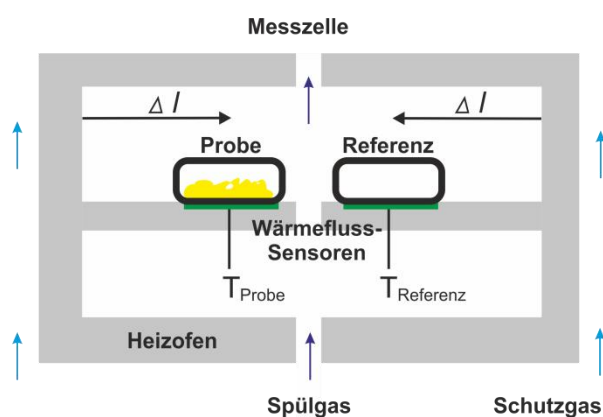 Messzelle
Δ l
Δ l
Probe
Referenz
Wärmefluss-
Sensoren
TProbe
TReferenz
Heizofen
Spülgas
Schutzgas